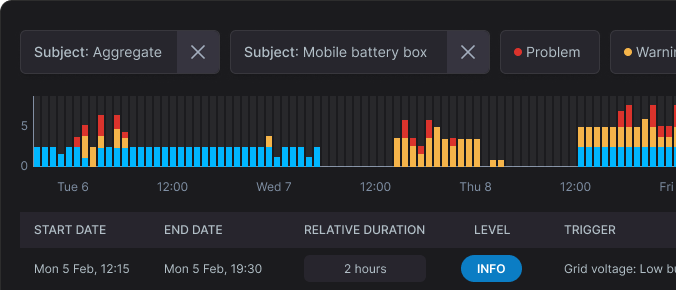 Subject: Aggregate
Subject: Mobile battery box
Problem
5
0
Tue 6 12:00 Wed 7 12:00 Thu 8 12:00 Fri
START DATE END DATE RELATIVE DURATION LEVEL TRIGGER
Mon 5 Feb, 12:15 Mon 5 Feb, 19:30 2 hours INFO Grid voltage: Low